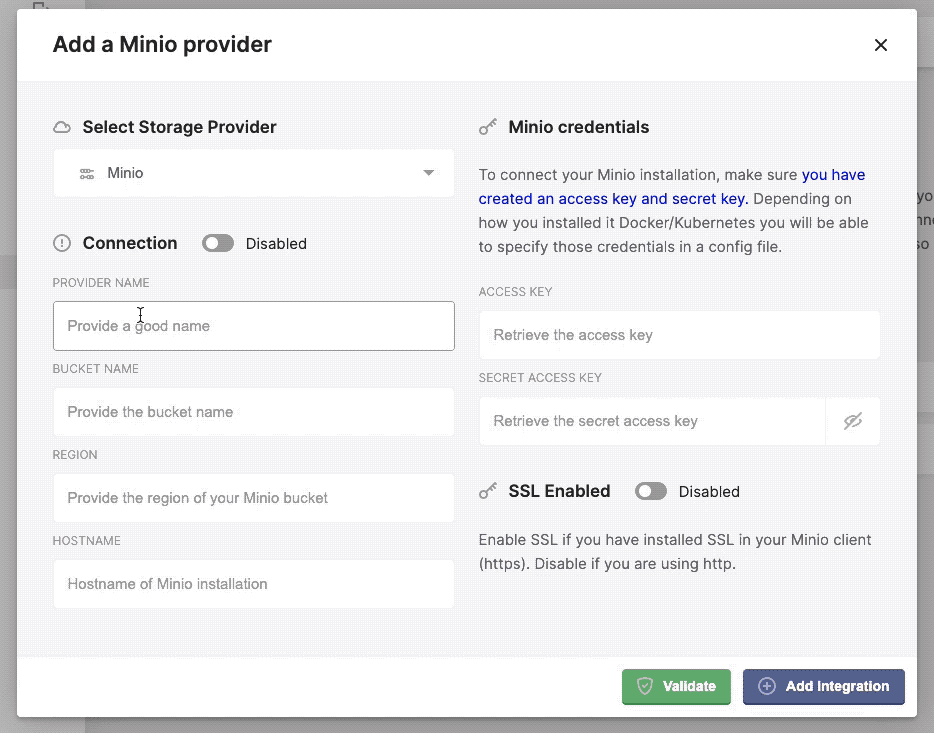 Add a Minio provider
Select Storage Provider
Minio
Connection
Disabled
PROVIDER NAME
Provide a good name
BUCKET NAME
Provide the bucket name
REGION
Provide the region of your Minio bucket
HOSTNAME
Hostname of Minio installation
Minio credentials
To connect your Minio installation, make sure you have
created an access key and secret key. Depending on
how you installed it Docker/Kubernetes you will be able
to specify those credentials in a config file.
ACCESS KEY
Retrieve the access key
SECRET ACCESS KEY
Retrieve the secret access key
SSL Enabled
Disabled
Enable SSL if you have installed SSL in your Minio client
(https). Disable if you are using http.
Validate
Add Integration